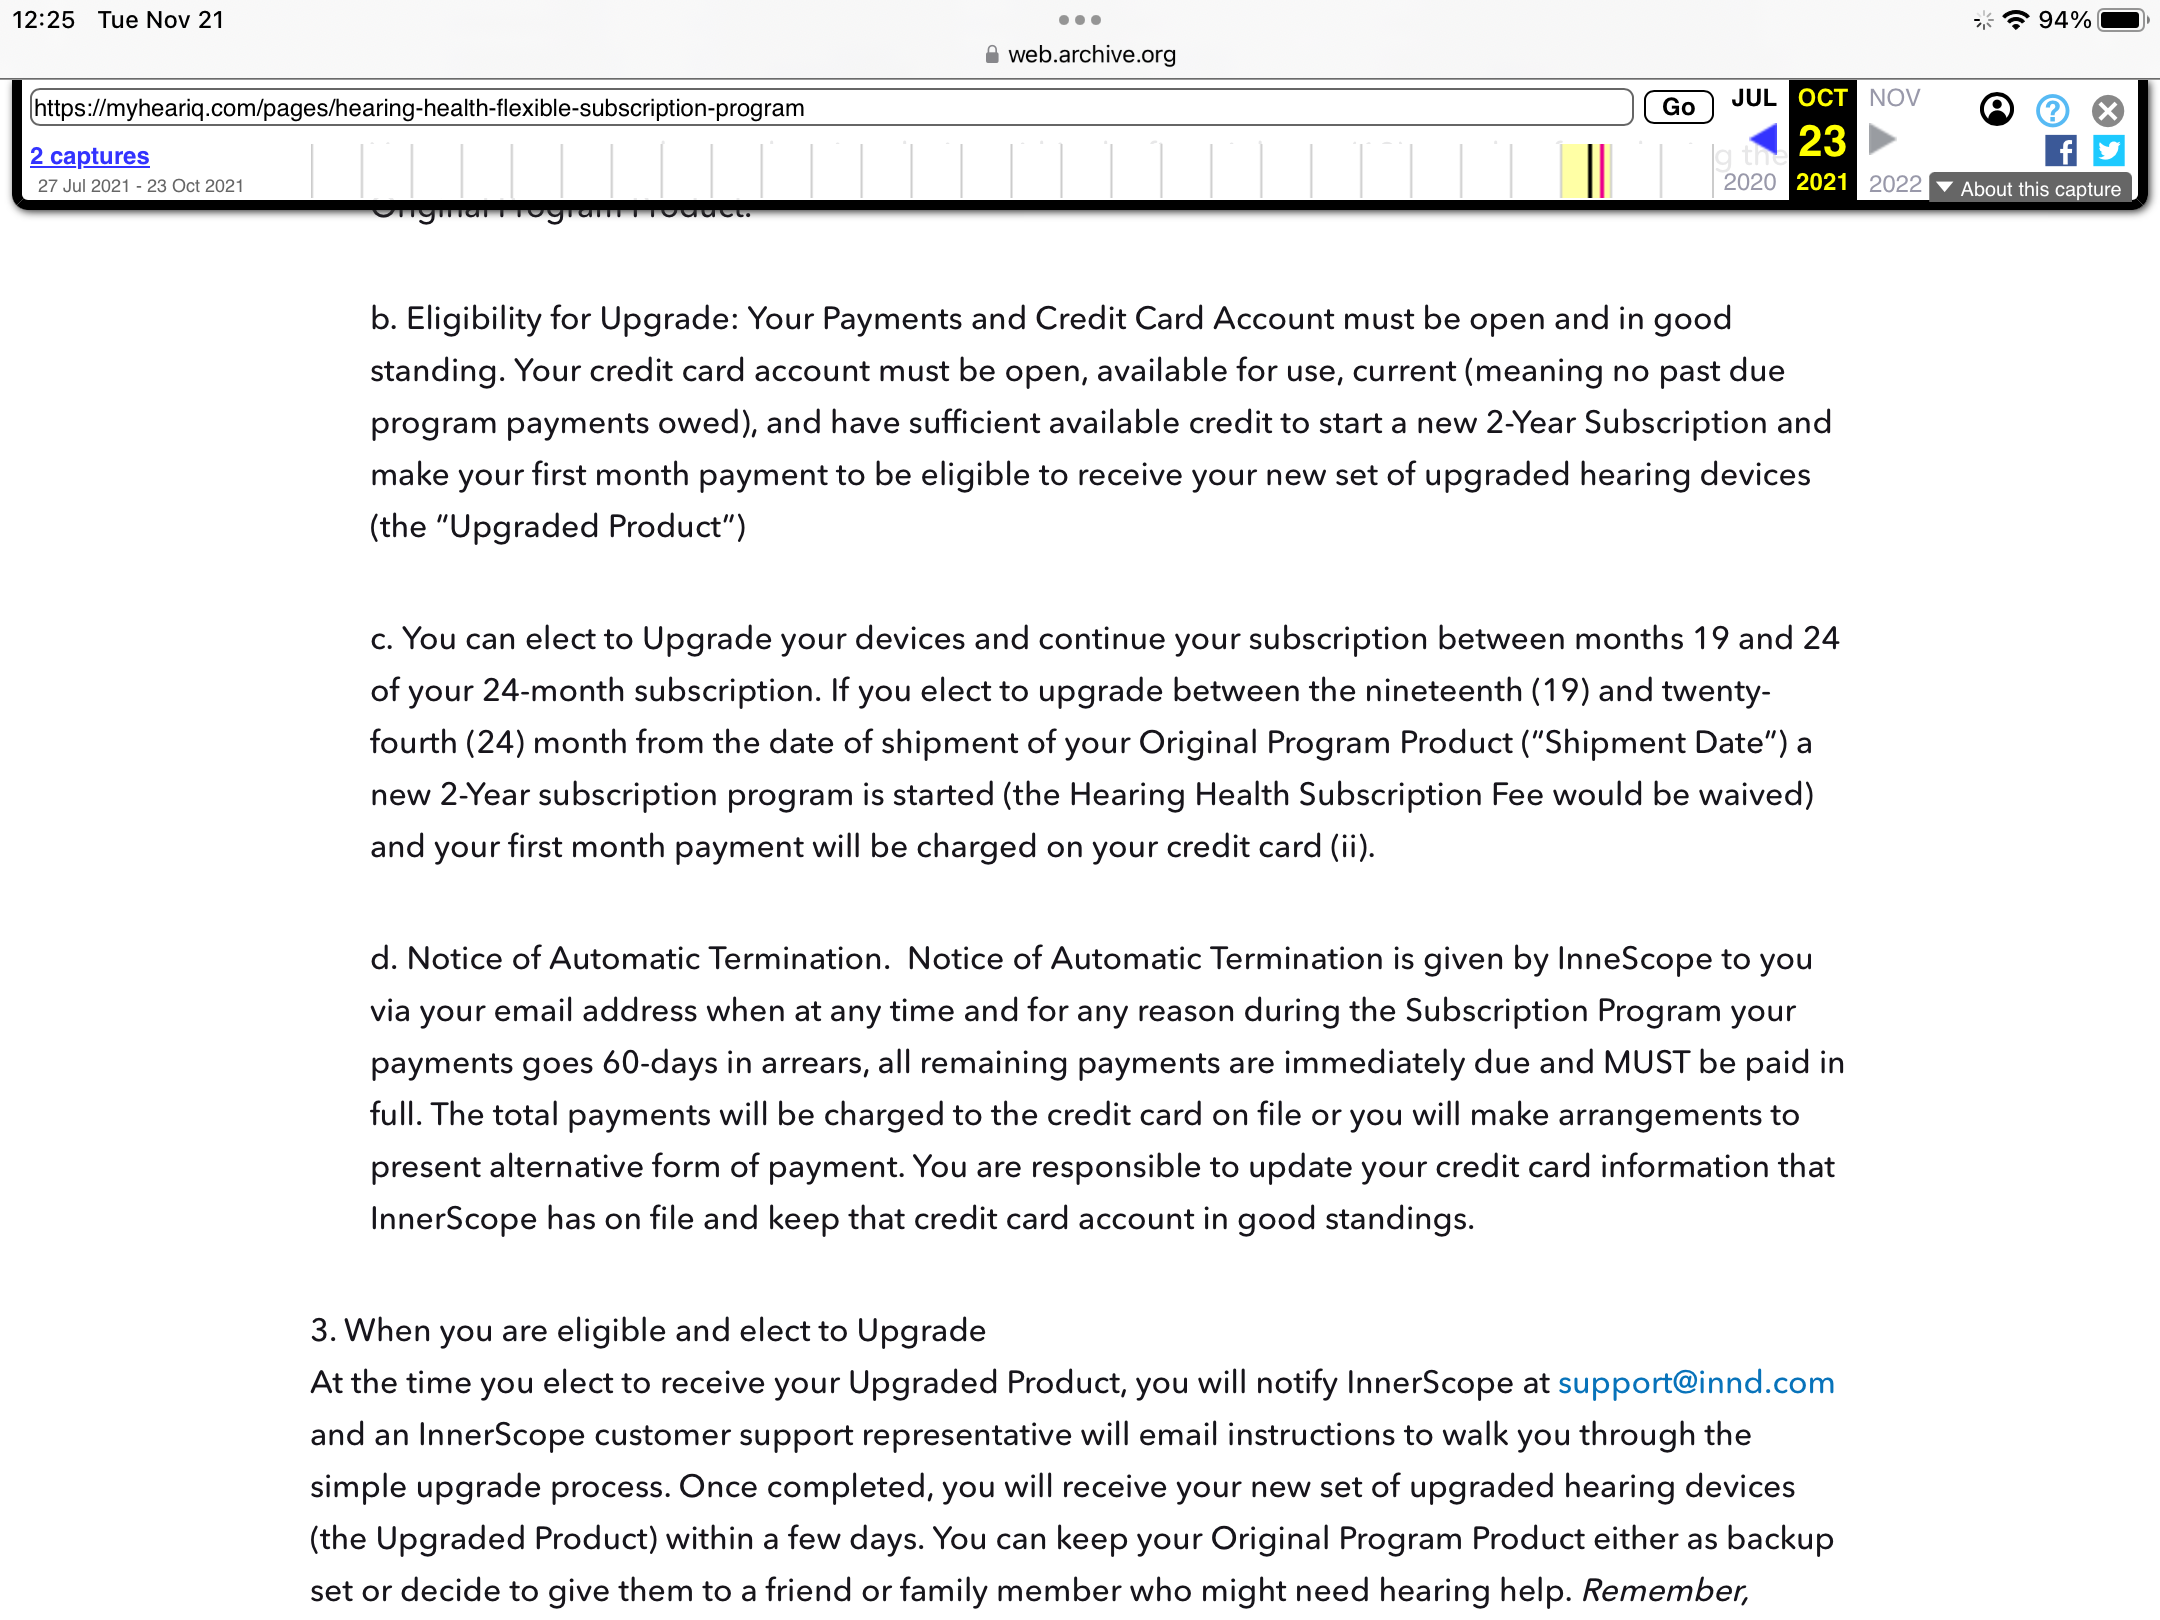 12:25 Tue Nov 21
94%
web.archive.org
https://myheariq.com/pages/hearing-health-flexible-subscription-program
Go
JUL
OCT
NOV
23
2 captures
27 Jul 2021 - 23 Oct 2021
g the
2020
2021
2022
About this capture
Original Program Product.
b. Eligibility for Upgrade: Your Payments and Credit Card Account must be open and in good
standing. Your credit card account must be open, available for use, current (meaning no past due
program payments owed), and have sufficient available credit to start a new 2-Year Subscription and
make your first month payment to be eligible to receive your new set of upgraded hearing devices
(the “Upgraded Product”)
c. You can elect to Upgrade your devices and continue your subscription between months 19 and 24
of your 24-month subscription. If you elect to upgrade between the nineteenth (19) and twenty-
fourth (24) month from the date of shipment of your Original Program Product (“Shipment Date”) a
new 2-Year subscription program is started (the Hearing Health Subscription Fee would be waived)
and your first month payment will be charged on your credit card (ii).
d. Notice of Automatic Termination.  Notice of Automatic Termination is given by InneScope to you
via your email address when at any time and for any reason during the Subscription Program your
payments goes 60-days in arrears, all remaining payments are immediately due and MUST be paid in
full. The total payments will be charged to the credit card on file or you will make arrangements to
present alternative form of payment. You are responsible to update your credit card information that
InnerScope has on file and keep that credit card account in good standings.
3. When you are eligible and elect to Upgrade
At the time you elect to receive your Upgraded Product, you will notify InnerScope at support@innd.com
and an InnerScope customer support representative will email instructions to walk you through the
simple upgrade process. Once completed, you will receive your new set of upgraded hearing devices
(the Upgraded Product) within a few days. You can keep your Original Program Product either as backup
set or decide to give them to a friend or family member who might need hearing help. Remember,